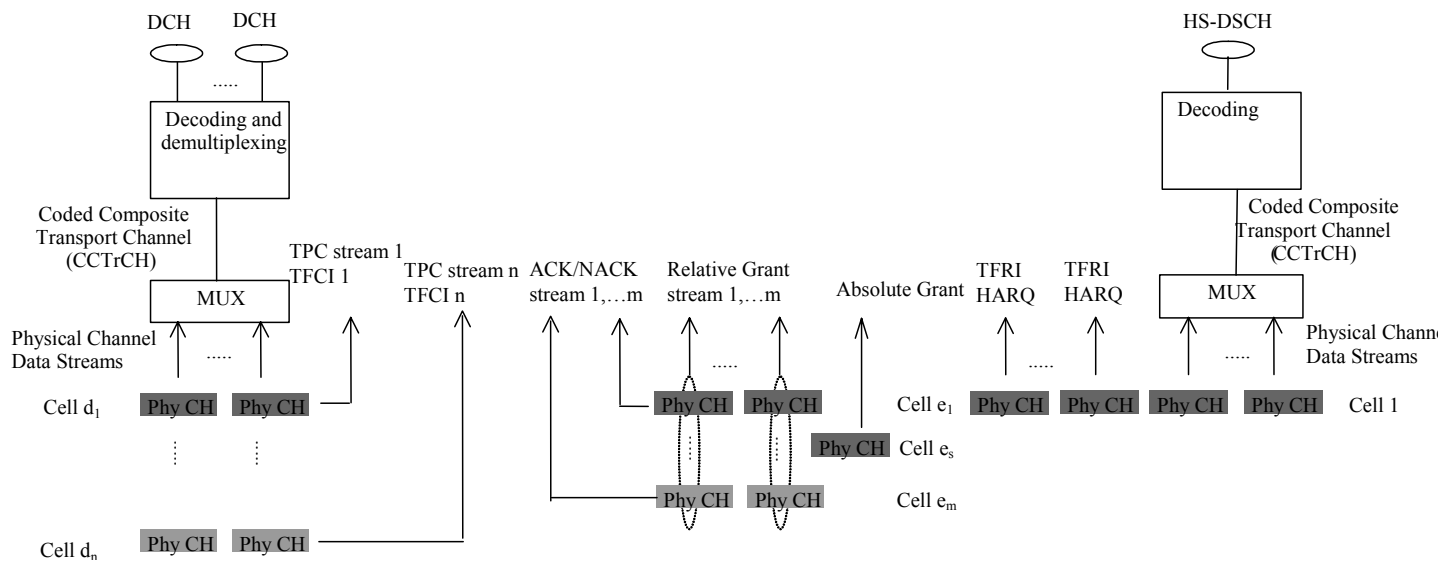 DCH DCH HS-DSCH
..... 
Decoding and
demultiplexing
Decoding
Coded Composite
Transport Channel
(CCTrCH)
Coded Composite
Transport Channel
(CCTrCH)
TPC stream 1
TFCI 1
TPC stream n
TFCI n
ACK/NACK
stream 1,…m
Relative Grant
stream 1,…m
Absolute Grant
TFRI
HARQ
TFRI
HARQ
MUX
MUX
Physical Channel
Data Streams
.....
.....
.....
.....
Physical Channe
Data Streams
Cell d1 Phy CH Phy CH Phy CH Phy CH Cell e1 Phy CH Phy CH Phy CH Phy CH Cell 1
Phy CH Cell es
Phy CH Phy CH Cell em
Cell dn Phy CH Phy CH